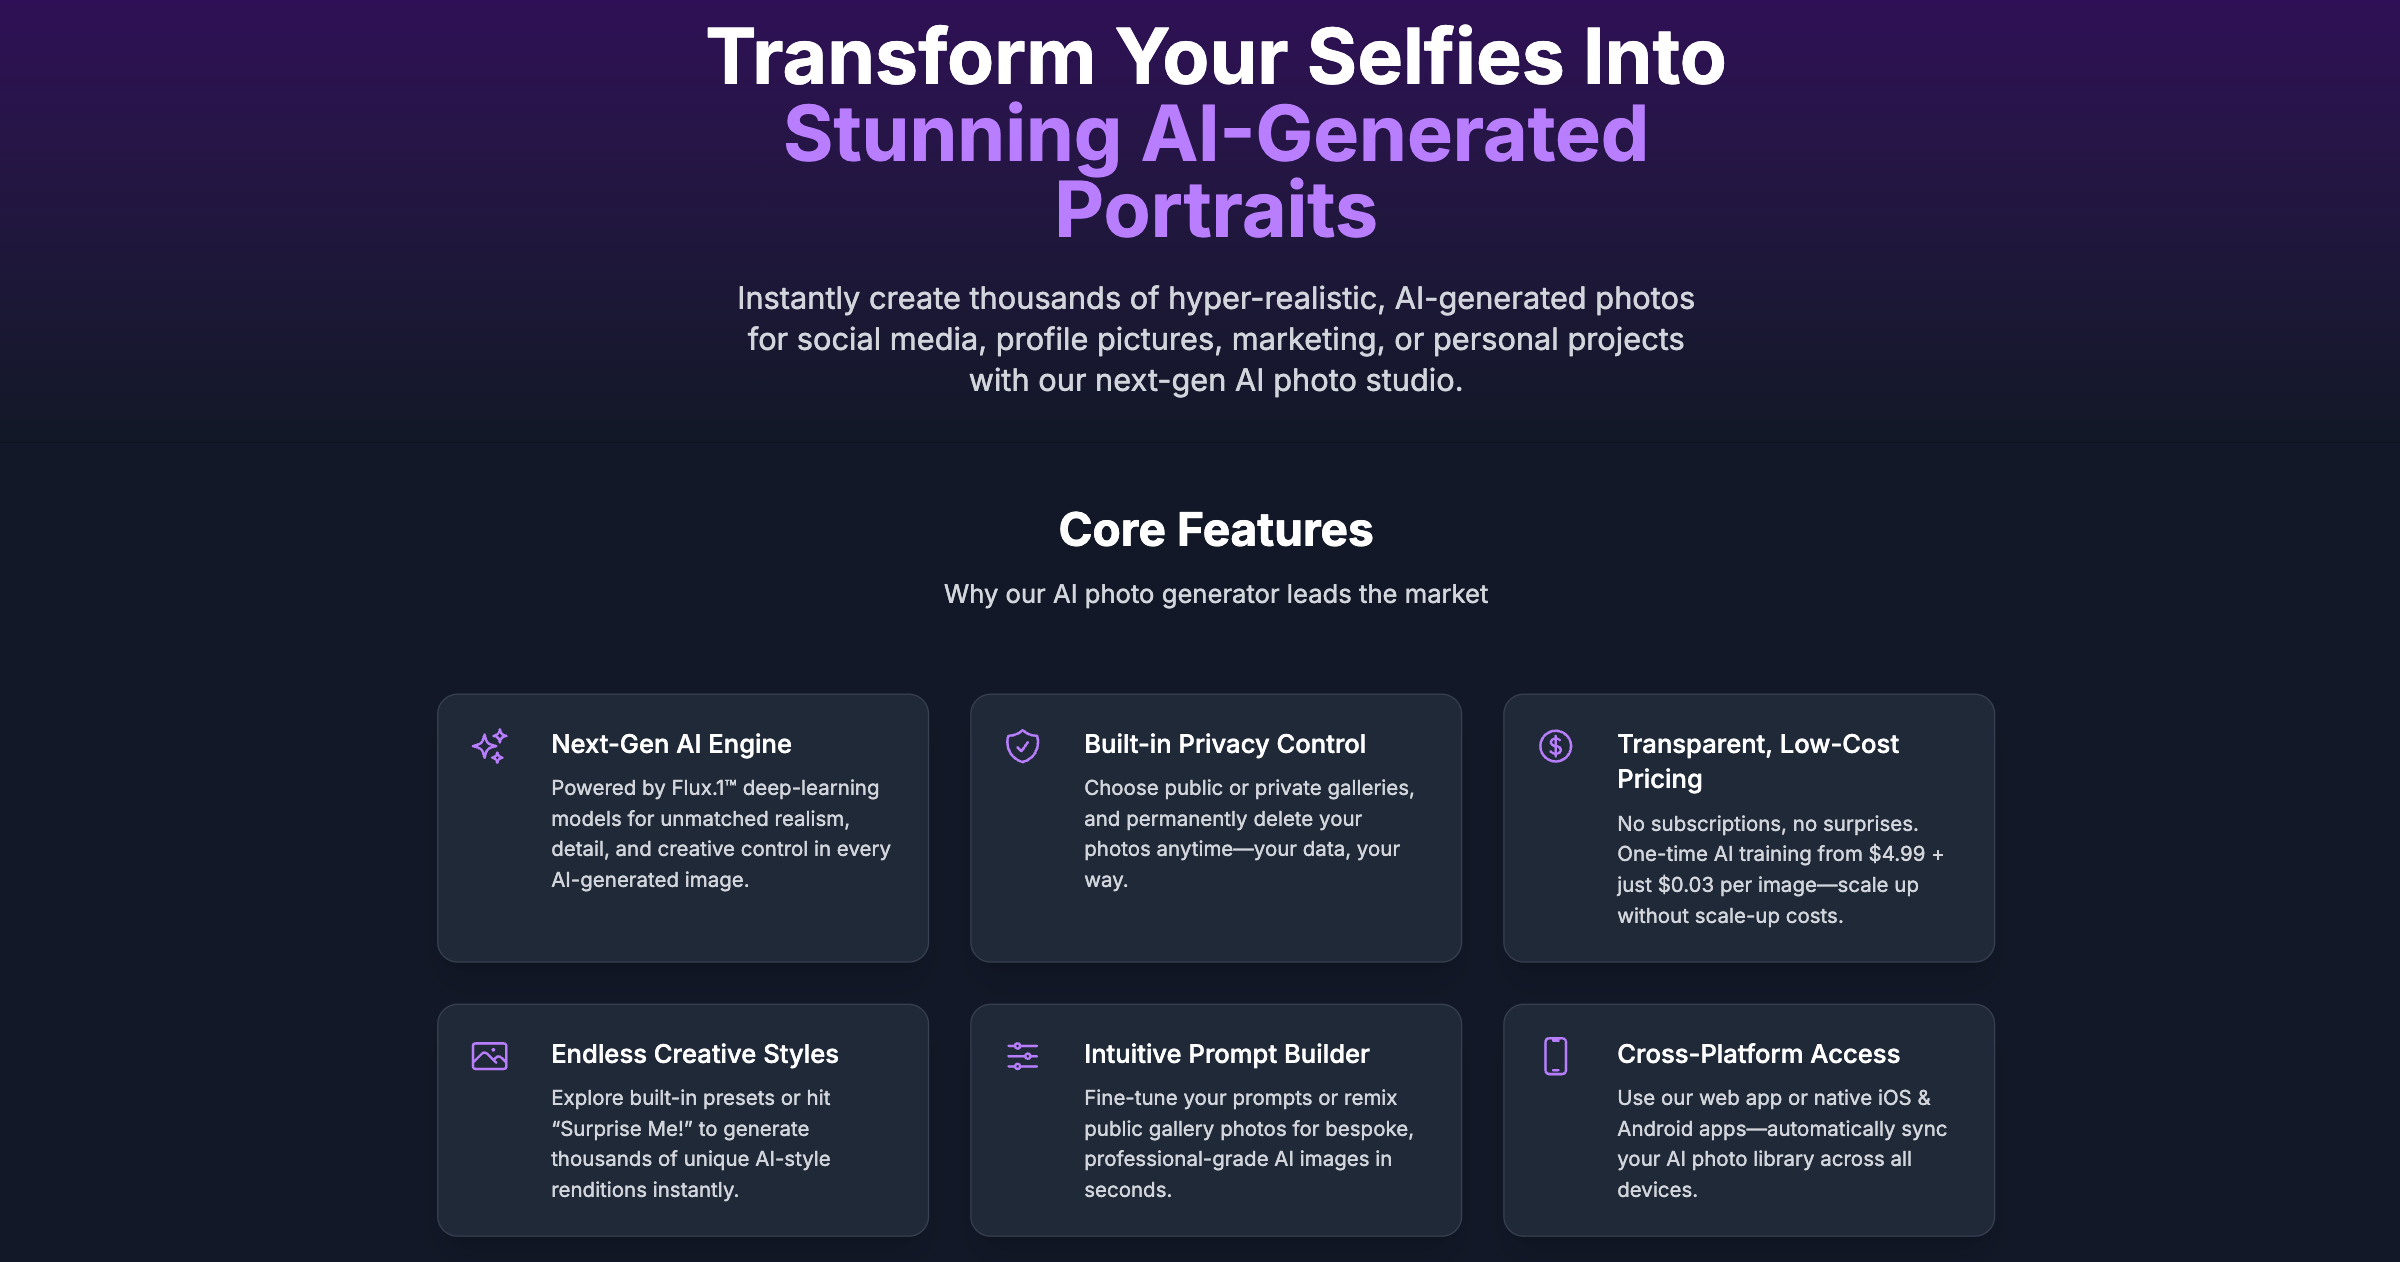 Transform Your Selfies Into
Stunning AI-Generated
Portraits
Instantly create thousands of hyper-realistic, AI-generated photos
for social media, profile pictures, marketing, or personal projects
with our next-gen AI photo studio.
Core Features
Why our AI photo generator leads the market
Next-Gen AI Engine
Powered by Flux.1™ deep-learning
models for unmatched realism,
detail, and creative control in every
AI-generated image.
Built-in Privacy Control
Choose public or private galleries,
and permanently delete your
photos anytime—your data, your
way.
Transparent, Low-Cost
Pricing
No subscriptions, no surprises.
One-time AI training from $4.99 +
just $0.03 per image—scale up
without scale-up costs.
Endless Creative Styles
Explore built-in presets or hit
“Surprise Me!” to generate
thousands of unique AI-style
renditions instantly.
Intuitive Prompt Builder
Fine-tune your prompts or remix
public gallery photos for bespoke,
professional-grade AI images in
seconds.
Cross-Platform Access
Use our web app or native iOS &
Android apps—automatically sync
your AI photo library across all
devices.